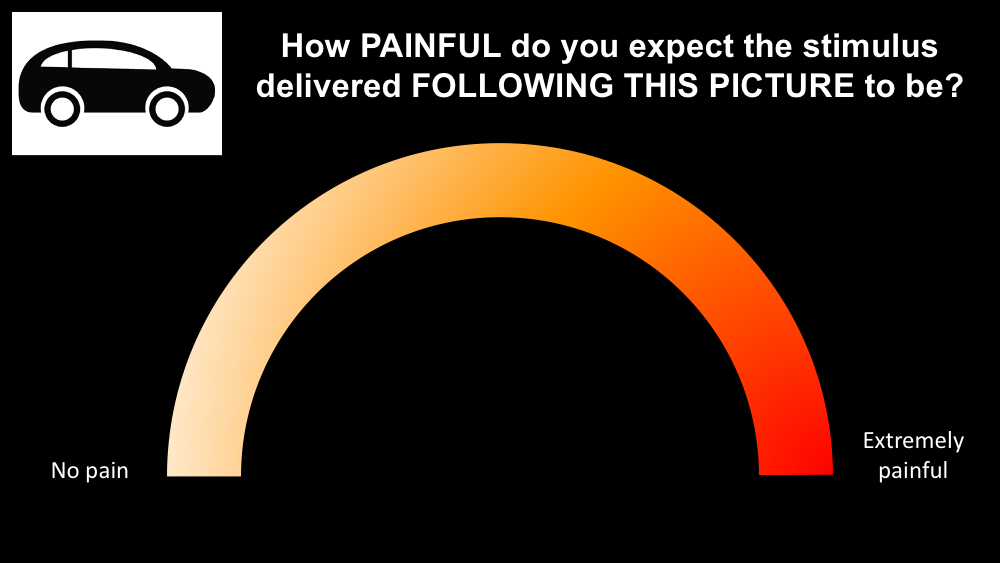 How PAINFUL do you expect the stimulus
delivered FOLLOWING THIS PICTURE to be?
No pain
Extremely
painful